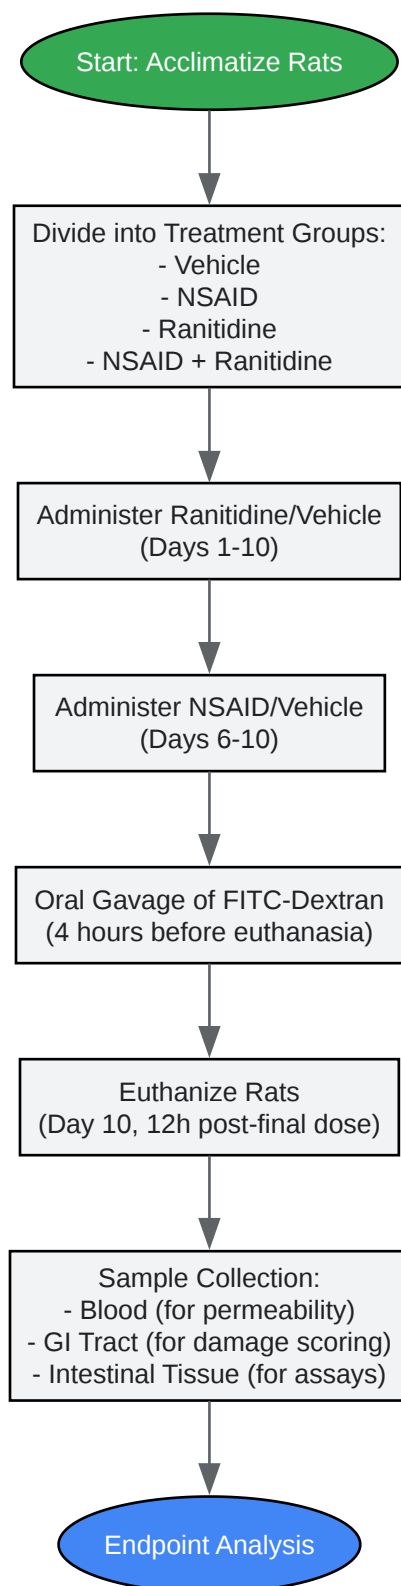 Start: Acclimatize Rats
Divide into Treatment Groups:
- Vehicle
- NSAID
- Ranitidine
- NSAID + Ranitidine
Administer Ranitidine/Vehicle
(Days 1-10)
Administer NSAID/Vehicle
(Days 6-10)
Oral Gavage of FITC-Dextran
(4 hours before euthanasia)
Euthanize Rats
(Day 10, 12h post-final dose)
Sample Collection:
- Blood (for permeability)
- GI Tract (for damage scoring)
- Intestinal Tissue (for assays)
Endpoint Analysis